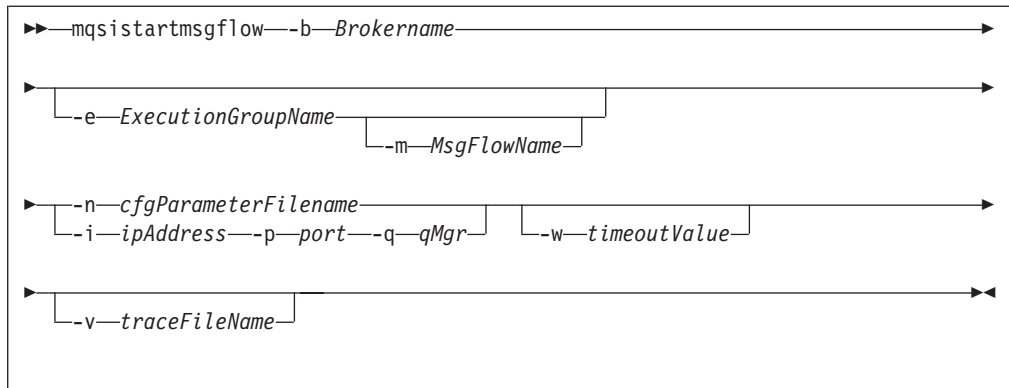 mqsistartmsgflow -b Brokername
-e ExecutionGroupName
-m MsgFlowName
-n cfgParameterFilename
-i ipAddress -p port -q qMgr
-w timeoutValue
-v traceFileName